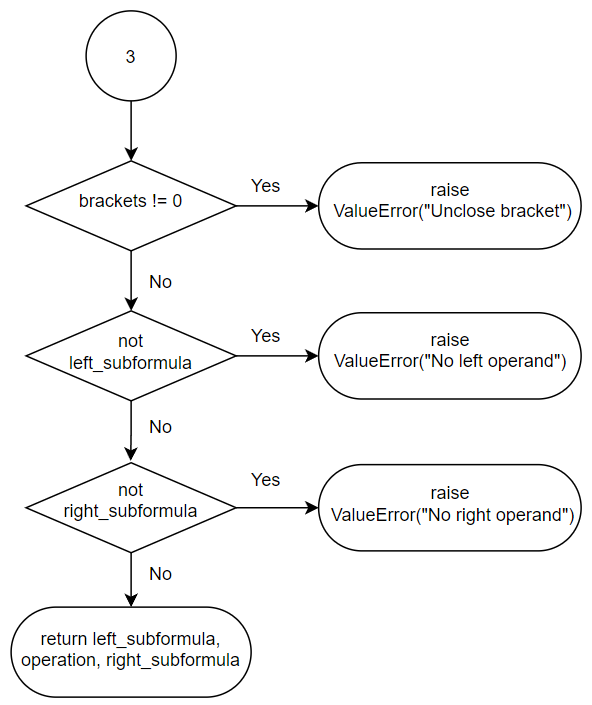 3
brackets != 0
Yes
raise
ValueError("Unclose bracket")
No
not
left_subformula
Yes
raise
ValueError("No left operand")
No
not
right_subformula
Yes
raise
ValueError("No right operand")
No
return left_subformula,
operation, right_subformula